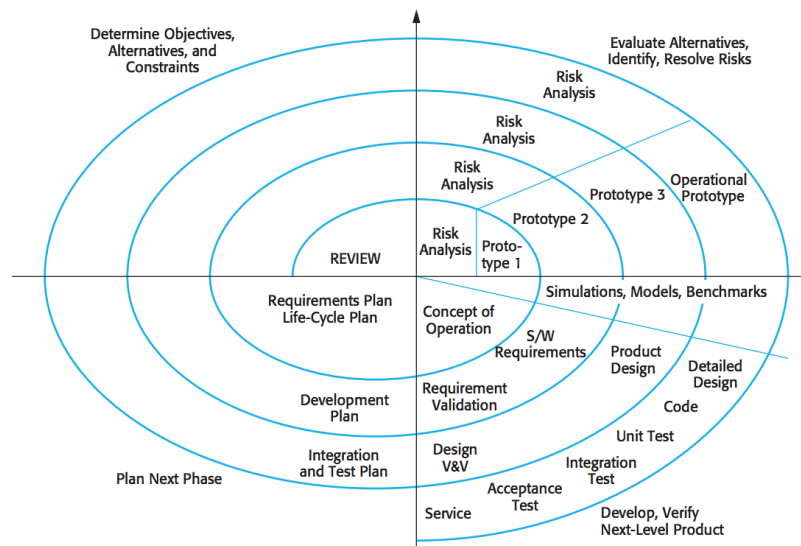 Determine Objectives,
Alternatives, and
Constraints
Evaluate Alternatives,
Identify, Resolve Risks
Risk
Analysis
Risk
Analysis
Risk
Analysis
Risk
Analysis
REVIEW
Proto-
type 1
Prototype 2
Prototype 3
Operational
Prototype
Simulations, Models, Benchmarks
Requirements Plan
Life-Cycle Plan
Concept of
Operation
S/W
Requirements
Product
Design
Detailed
Design
Development
Plan
Requirement
Validation
Code
Unit Test
Integration
and Test Plan
Design
V&V
Integration
Test
Acceptance
Test
Service
Plan Next Phase
Develop, Verify
Next-Level Product